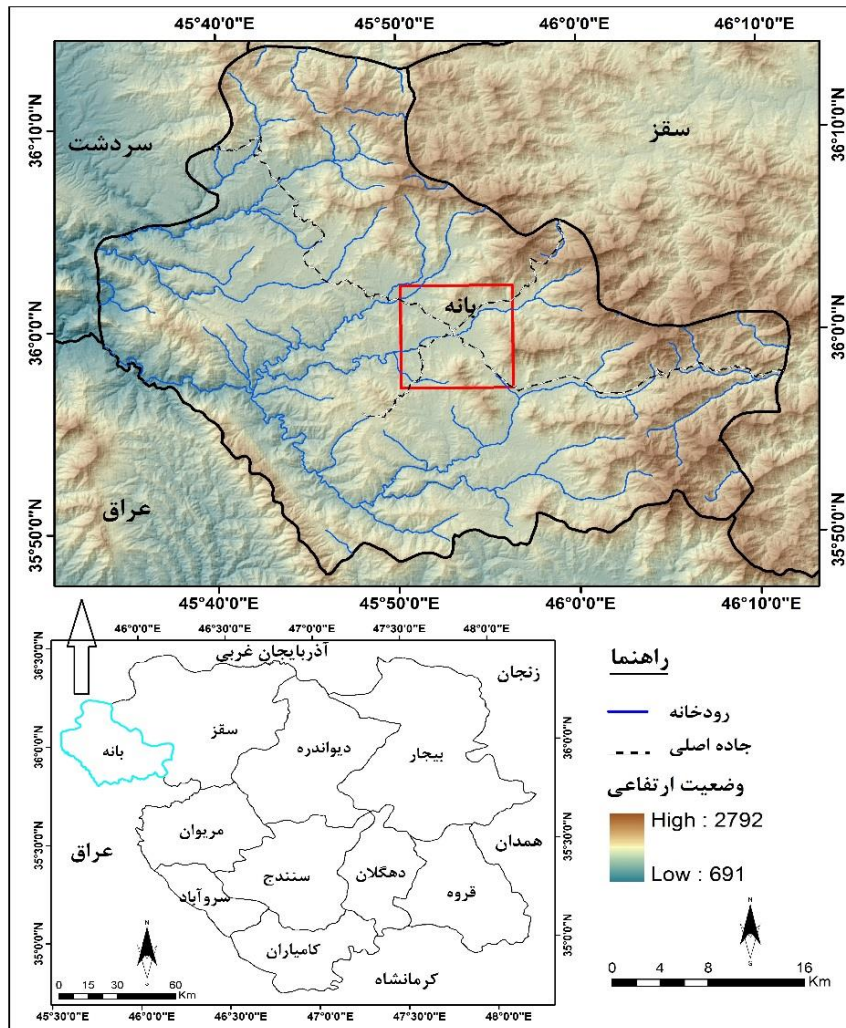 45°40'0"E 45°50'0"E 46°0'0"E 46°10'0"E
36°10'0"N
36°0'0"N
35°50'0"N
سردشت
سقز
بانه
عراق
36°10'0"N
36°0'0"N
35°50'0"N
45°40'0"E 45°50'0"E 46°0'0"E 46°10'0"E
46°0'0"E 46°30'0"E 47°0'0"E 47°30'0"E 48°0'0"E
36°30'0"N
36°0'0"N
35°30'0"N
35°0'0"N
آذربایجان غربی
زنجان
بانه
سقز
دیواندره
بیجار
عراق
مریوان
همدان
سنندج
دهگلان
قروه
سروآباد
کامیاران
کرمانشاه
36°0'0"N
35°30'0"N
35°0'0"N
N
S
0 15 30 60
Km
45°30'0"E 46°0'0"E 46°30'0"E 47°0'0"E 47°30'0"E 48°0'0"E
راهنما
رودخانه
جاده اصلی
وضعیت ارتفاعی
High : 2792
Low : 691
N
S
0 4 8 16
Km